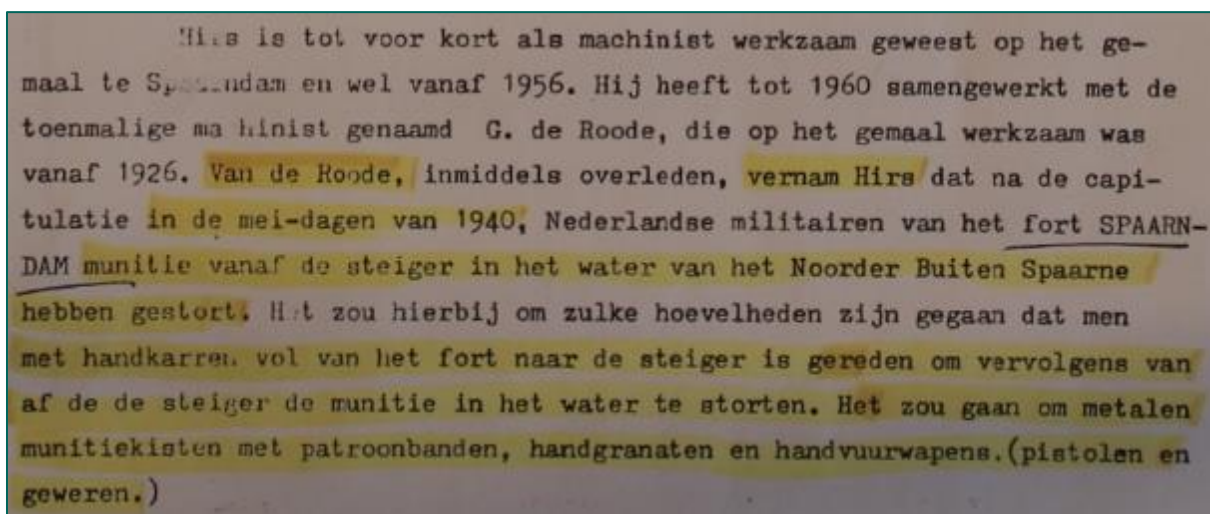 Hirs is tot voor kort als machinist werkzaam geweest op het ge-
maal te Spaarndam en wel vanaf 1956. Hij heeft tot 1960 samengewerkt met de
toenmalige machinist genaamd G. de Roode, die op het gemaal werkzaam was
vanaf 1926. Van de Roode, inmiddels overleden, vernam Hirs dat na de capi-
tulatie in de mei-dagen van 1940, Nederlandse militairen van het fort SPAARN-
DAM munitie vanaf de steiger in het water van het Noorder Buiten Spaarne
hebben gestort. Het zou hierbij om zulke hoevelheden zijn gegaan dat men
met handkarren vol van het fort naar de steiger is gereden om vervolgens van
af de de steiger de munitie in het water te storten. Het zou gaan om metalen
munitiekisten met patroonbanden, handgranaten en handvuurwapens.(pistolen en
geweren.)